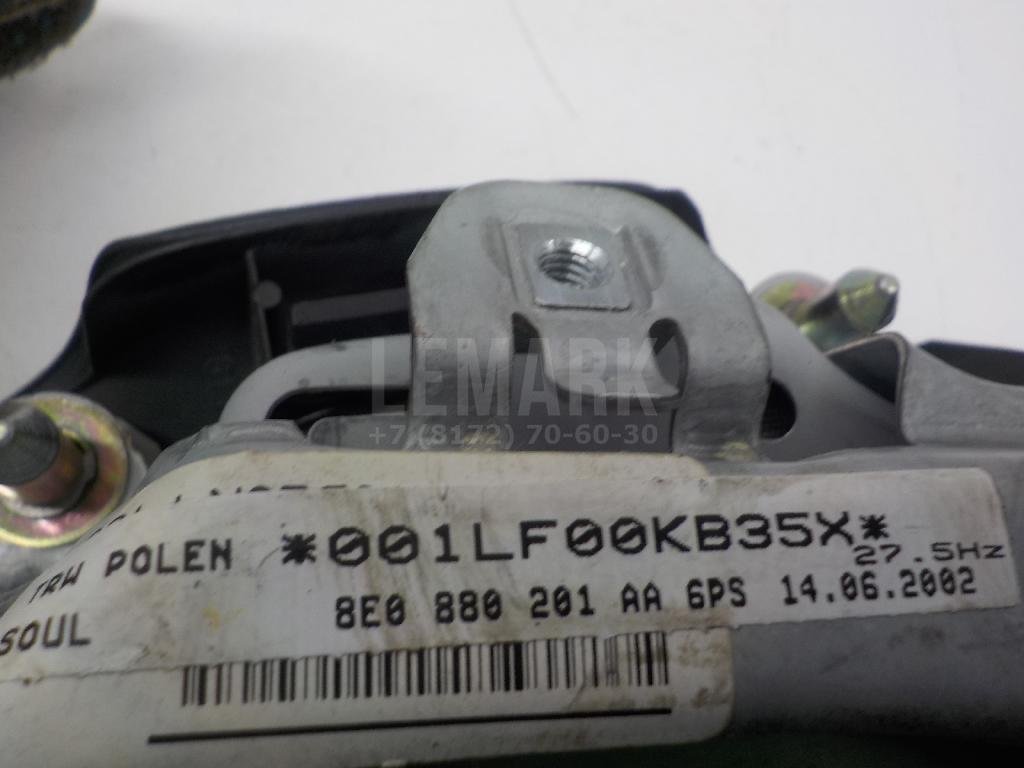 LEMARK
+7 (8172) 70-60-30
TRW POLEN *001LF00KB35X*
27.5Hz
SOUL 8E0 880 201 AA 6PS 14.06.2002